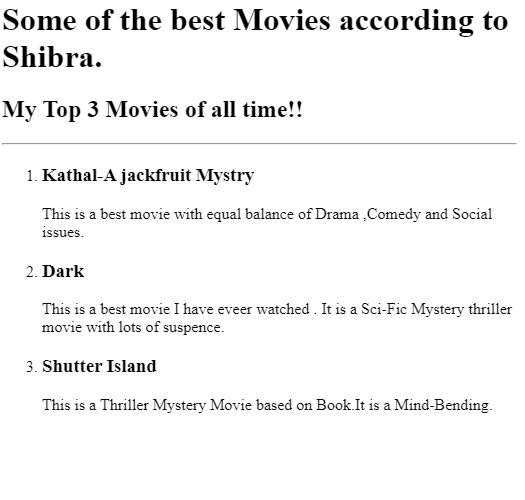 Some of the best Movies according to
Shibra.
My Top 3 Movies of all time!!
1. Kathal-A jackfruit Mystry
This is a best movie with equal balance of Drama ,Comedy and Social
issues.
2. Dark
This is a best movie I have eveer watched . It is a Sci-Fic Mystery thriller
movie with lots of suspence.
3. Shutter Island
This is a Thriller Mystery Movie based on Book.It is a Mind-Bending.